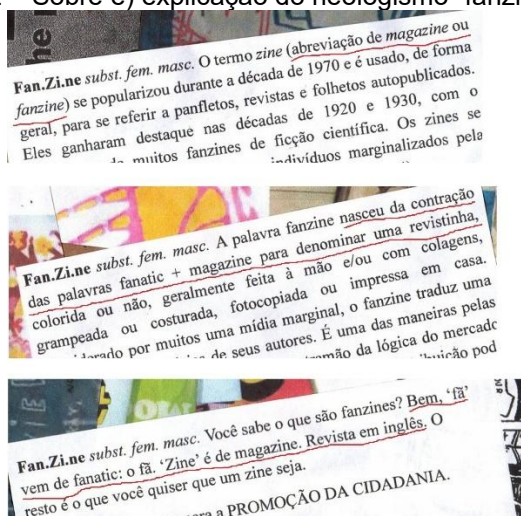 Sobre e) explicação do neologismo "fanzi
he
Fan.Zi.ne subst. fem. masc. O termo zine (abreviação de magazine ou
fanzine) se popularizou durante a década de 1970 e é usado, de forma
geral, para se referir a panfletos, revistas e folhetos autopublicados.
Eles ganharam destaque nas décadas de 1920 e 1930, com o
muitos fanzines de ficção científica. Os zines se
indivíduos marginalizados pela
Fan.Zi.ne subst. fem. masc. A palavra fanzine nasceu da contração
das palavras fanatic + magazine para denominar uma revistinha,
colorida ou não, geralmente feita à mão e/ou com colagens,
grampeada ou costurada, fotocopiada ou impressa em casa.
por muitos uma mídia marginal, o fanzine traduz uma
de seus autores. É uma das maneiras pelas
da lógica do mercado
pod
Fan.Zi.ne subst. fem. masc. Você sabe o que são fanzines? Bem, 'fã'
vem de fanatic: o fã. 'Zine' é de magazine. Revista em inglês. O
resto é o que você quiser que um zine seja.
a PROMOÇÃO DA CIDADANIA.